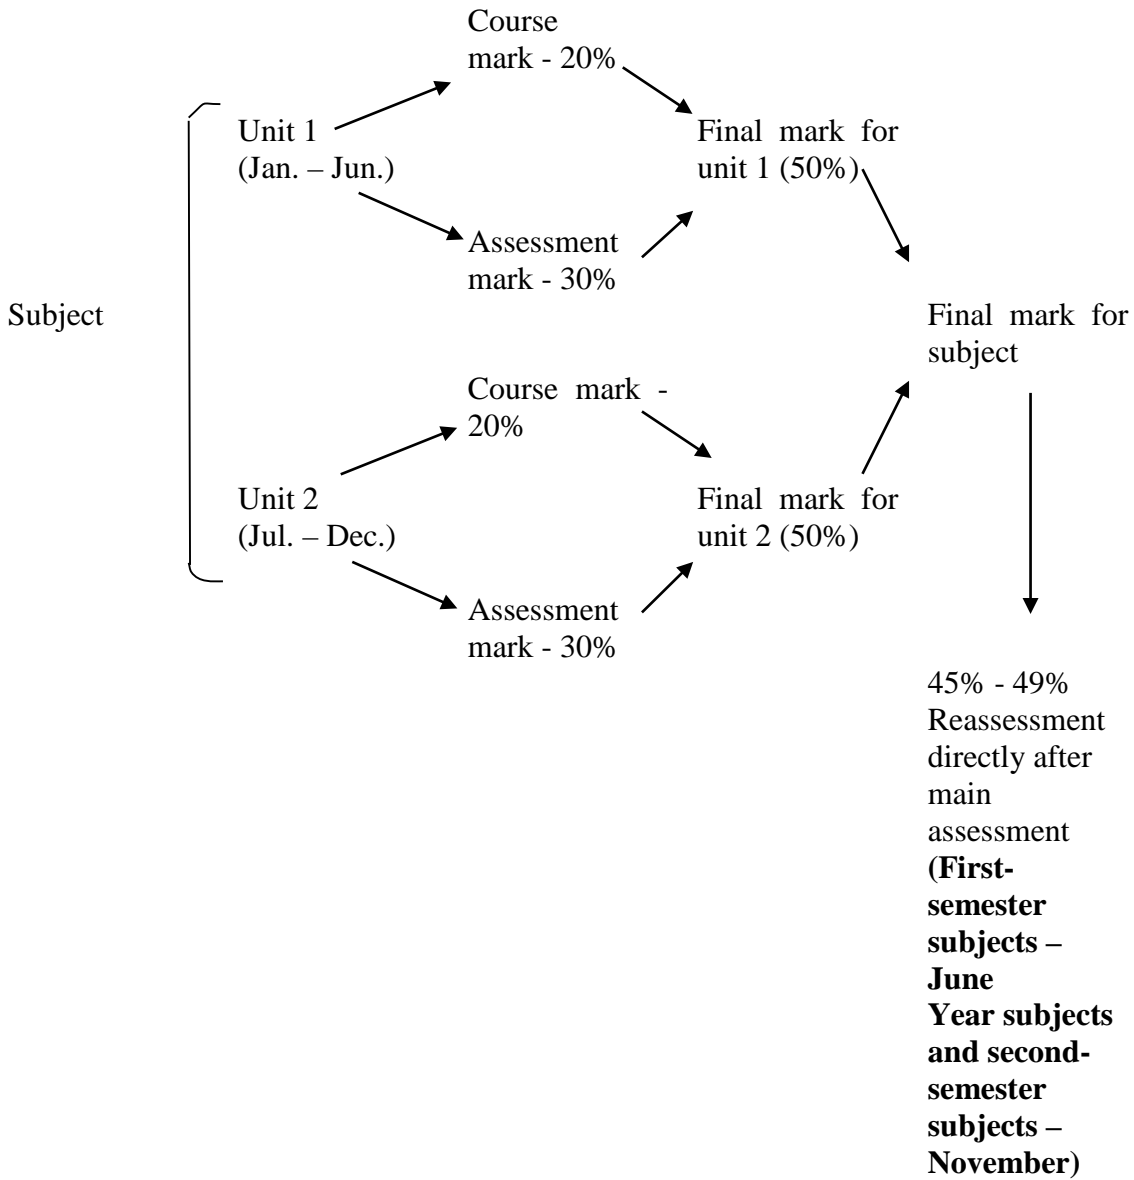 Course
mark - 20%
Unit 1
(Jan. – Jun.)
Final mark for
unit 1 (50%)
Assessment
mark - 30%
Subject
Final mark for
subject
Course mark -
20%
Unit 2
(Jul. – Dec.)
Final mark for
unit 2 (50%)
Assessment
mark - 30%
45% - 49%
Reassessment
directly after
main
assessment
(First-
semester
subjects –
June
Year subjects
and second-
semester
subjects –
November)